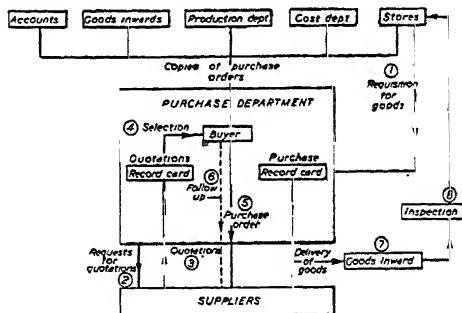 Accounts
Goods inwards
Production dept
Cost dept
Stores
Copies of purchase
orders
①
Requisition
for
goods
PURCHASE DEPARTMENT
④ Selection
Buyer
Quotations
Record card
⑥
Follow
up
Purchase
Record card
⑤
Purchase
order
⑧
Inspection
Requests
for
quotations
②
Quotations
③
Delivery
of
goods
⑦
Goods Inward
SUPPLIERS